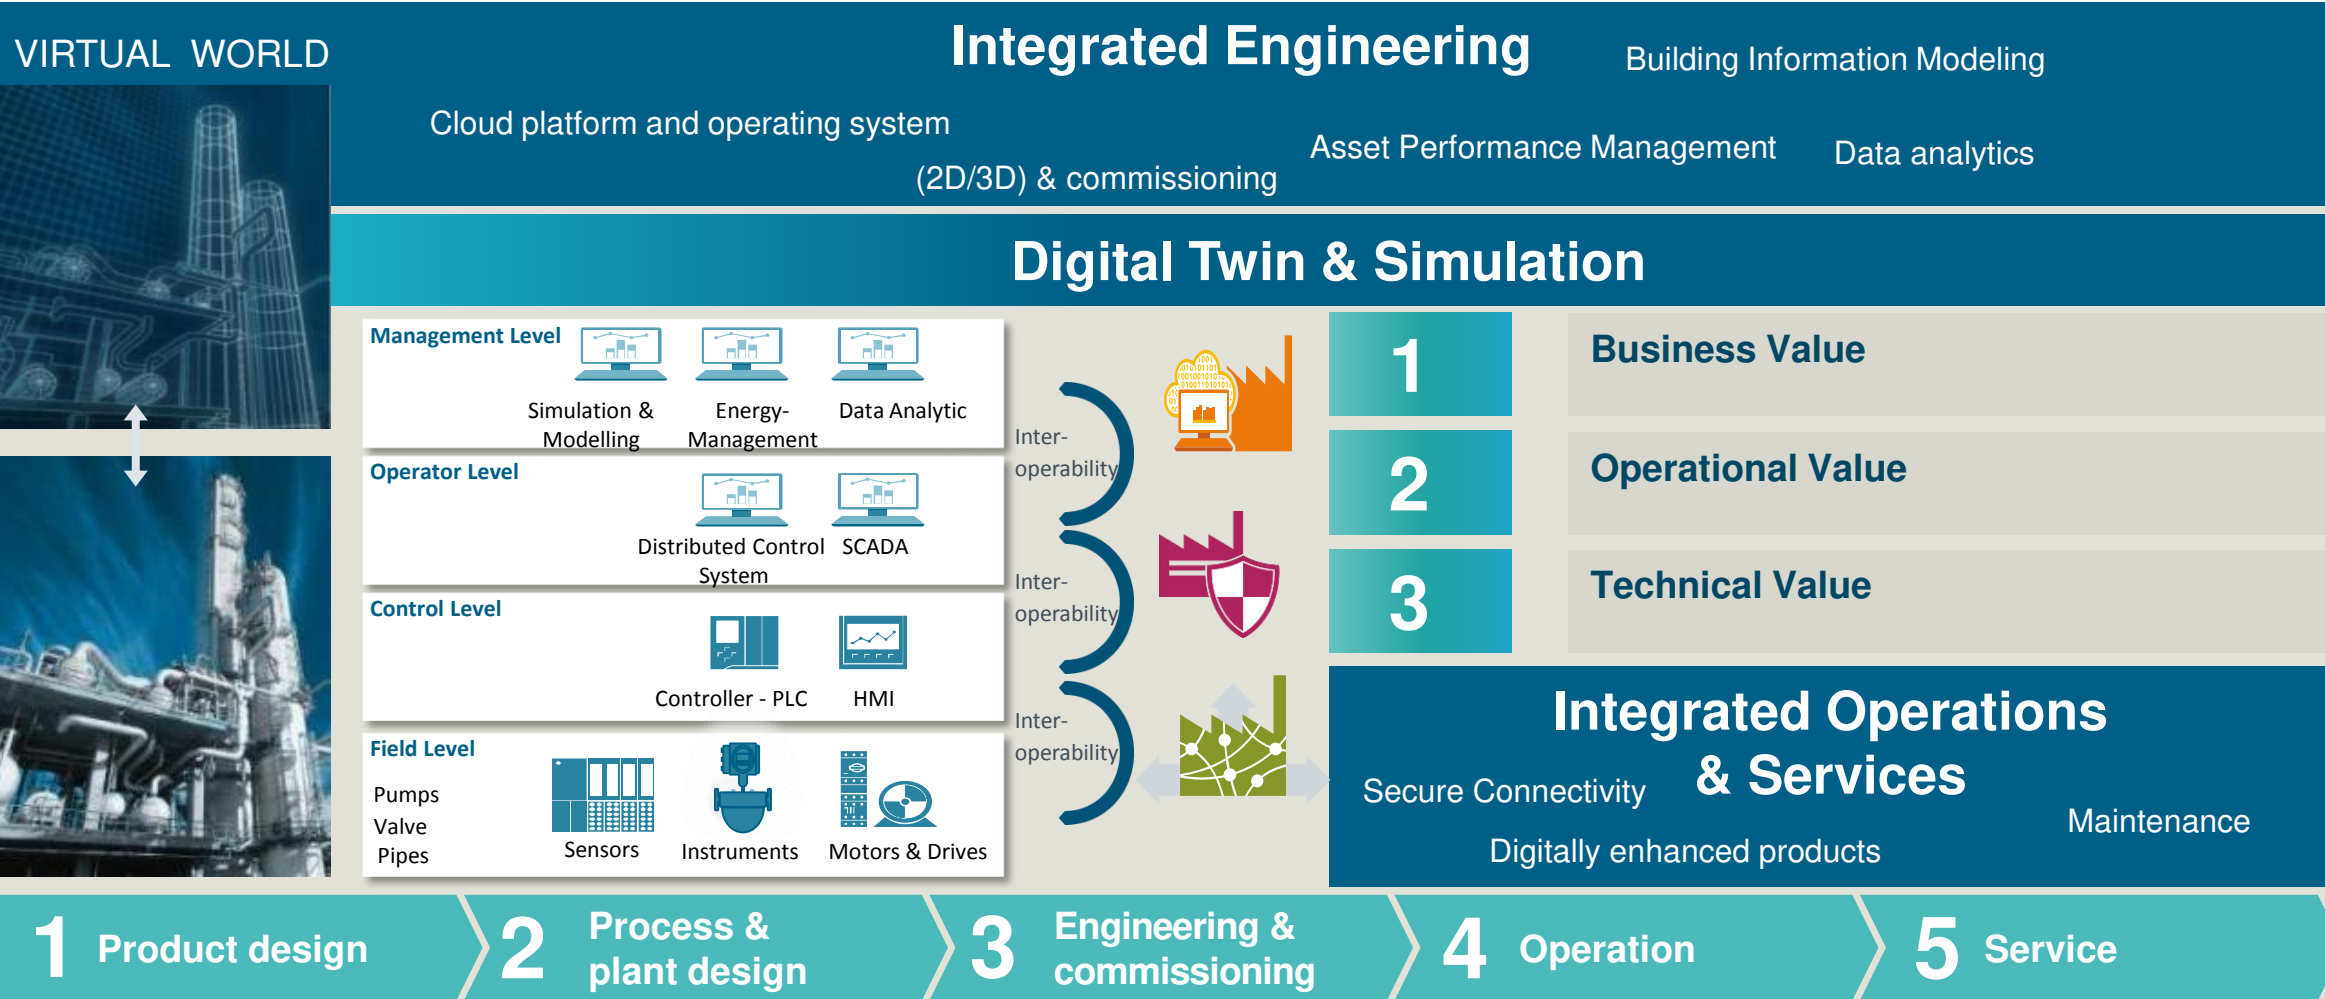 VIRTUAL WORLD
Integrated Engineering
Building Information Modeling
Cloud platform and operating system
Asset Performance Management
Data analytics
(2D/3D) & commissioning
Digital Twin & Simulation
Management Level
Simulation &
Modelling
Energy-
Management
Data Analytic
Operator Level
Distributed Control
System
SCADA
Control Level
Controller - PLC
HMI
Field Level
Pumps
Valve
Pipes
Sensors
Instruments
Motors & Drives
Inter-
operability
Inter-
operability
Inter-
operability
1
Business Value
2
Operational Value
3
Technical Value
Integrated Operations
& Services
Secure Connectivity
Maintenance
Digitally enhanced products
1 Product design
2 Process &
plant design
3 Engineering &
commissioning
4 Operation
5 Service